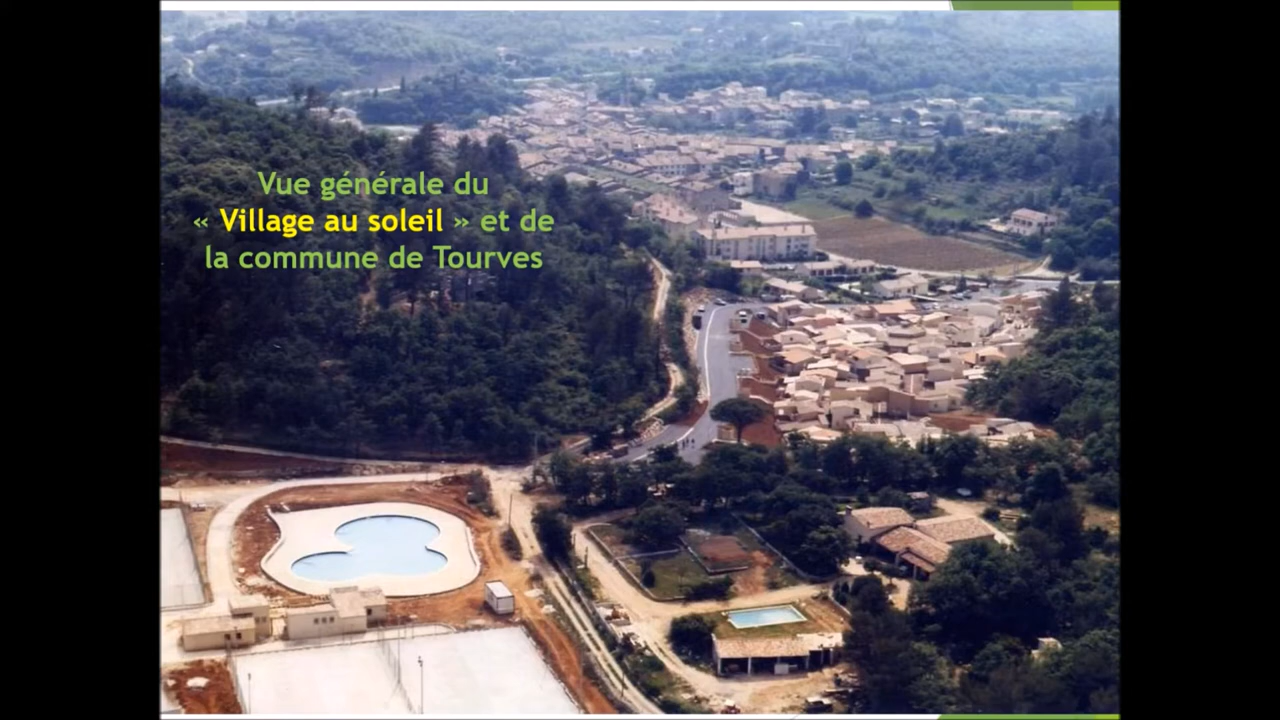 Vue générale du
« Village au soleil » et de
la commune de Tourves